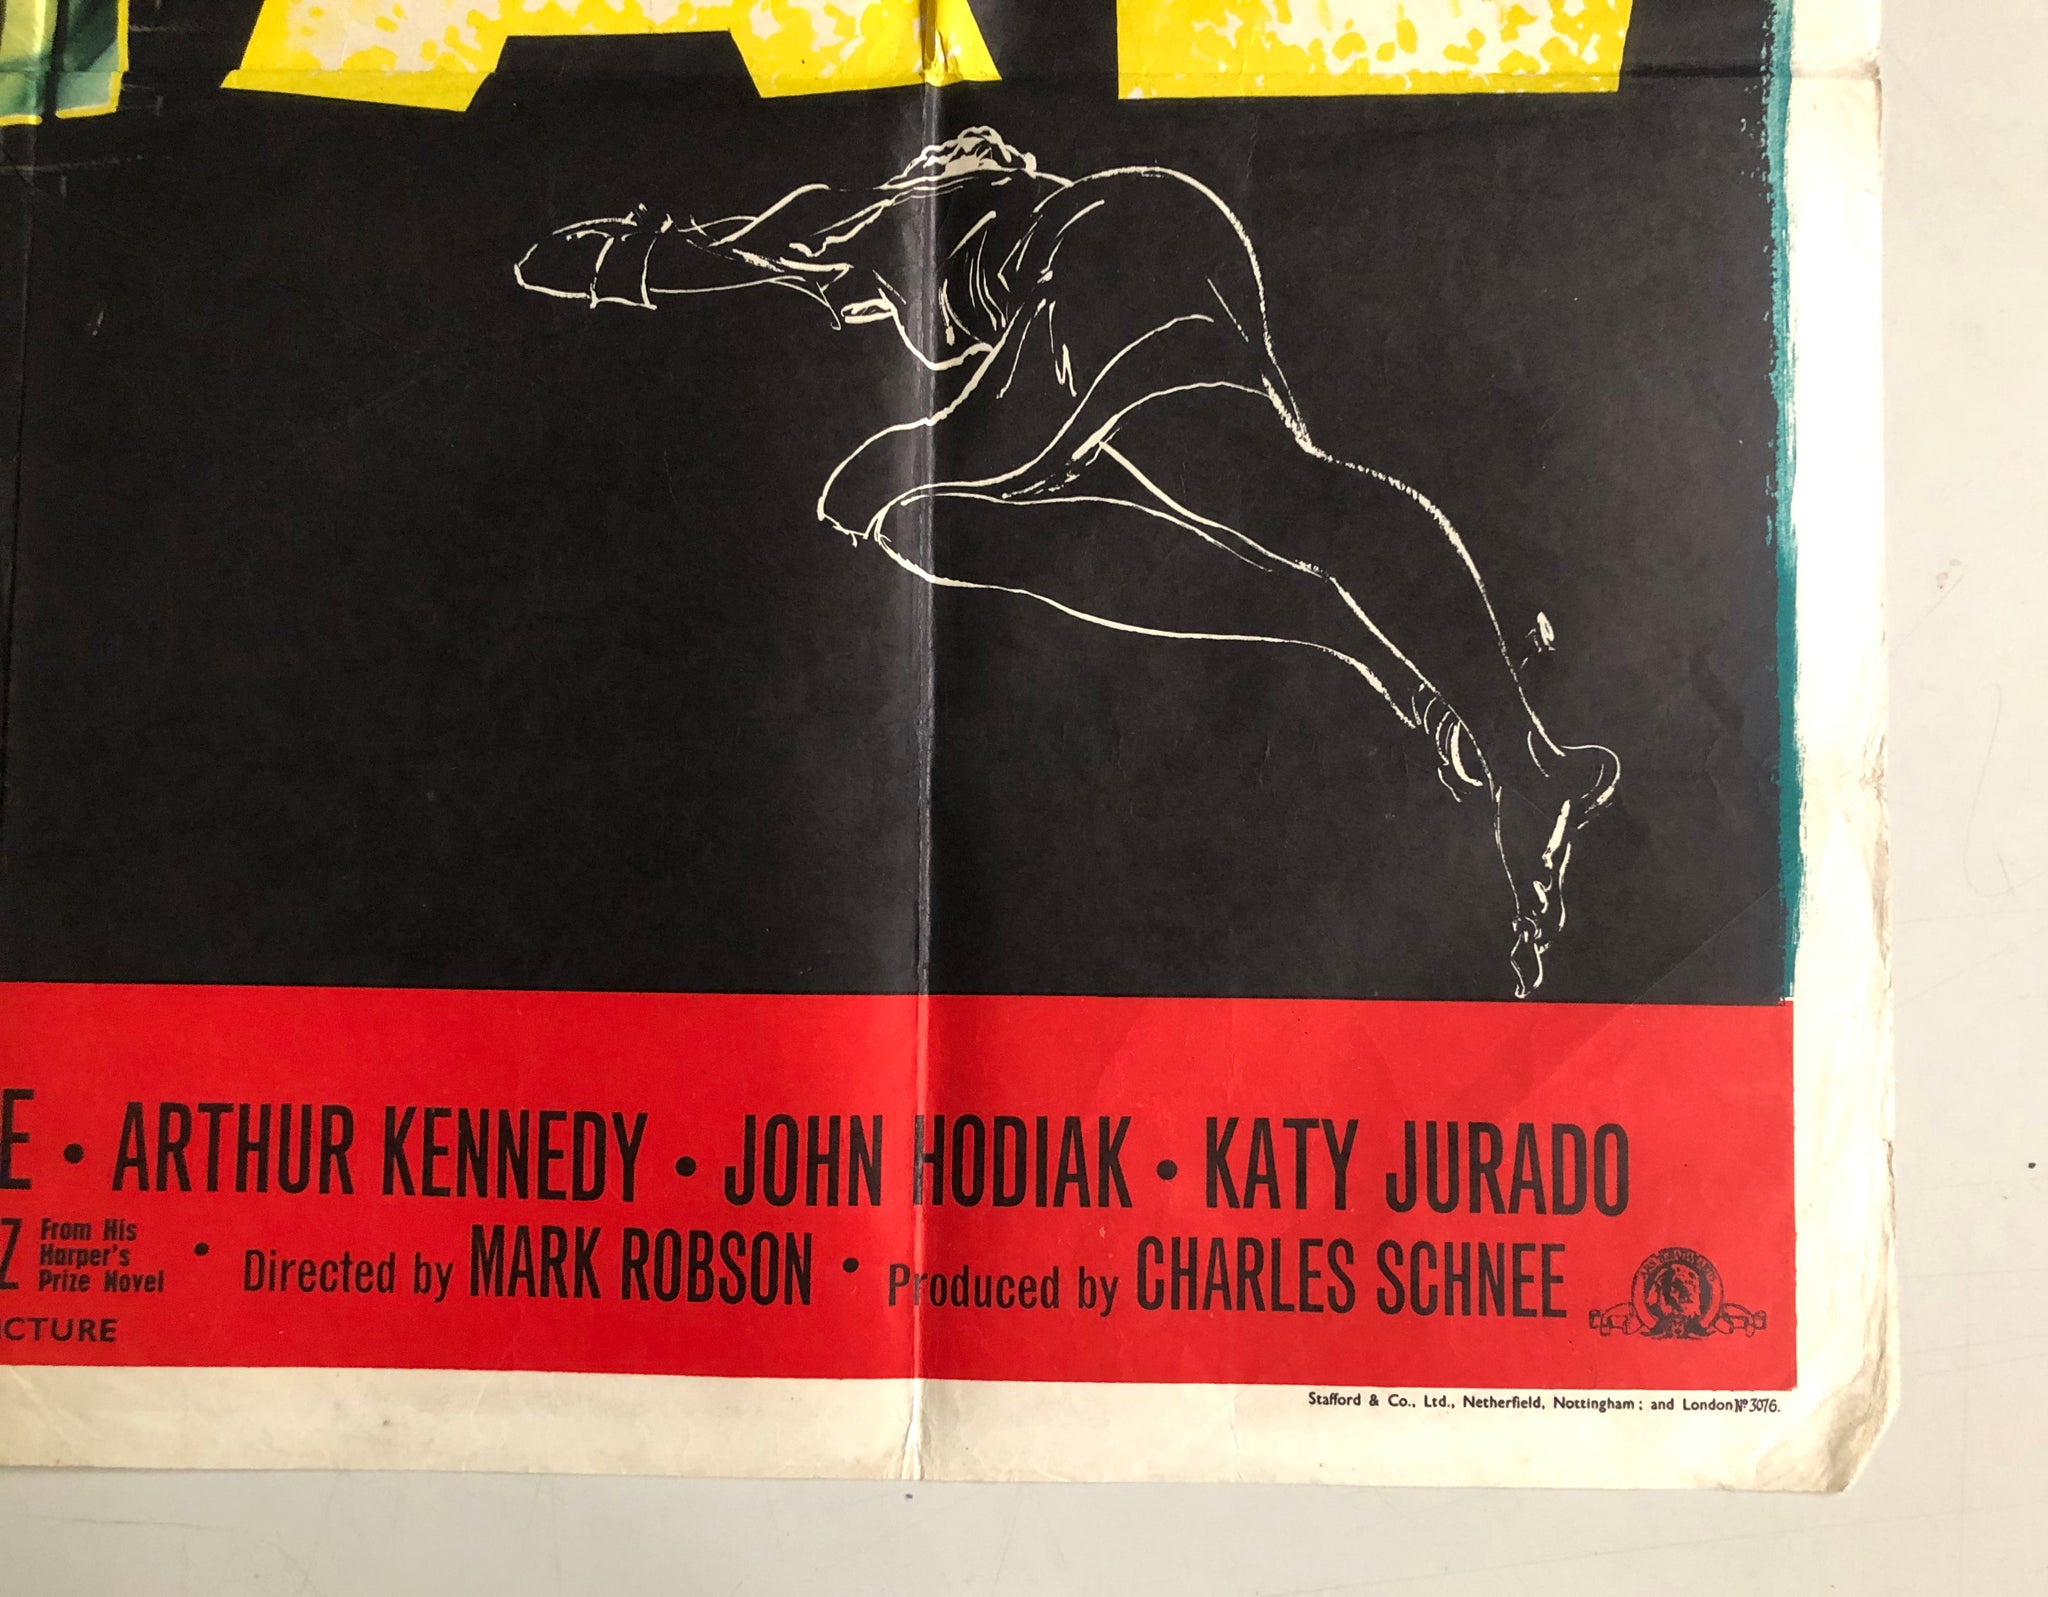 E • ARTHUR KENNEDY • JOHN HODIAK • KATY JURADO
Z From His
Harper's
Prize Novel
• Directed by MARK ROBSON • Produced by CHARLES SCHNEE
ICTURE
Stafford & Co., Ltd., Netherfield, Nottingham; and London Nº 3076.